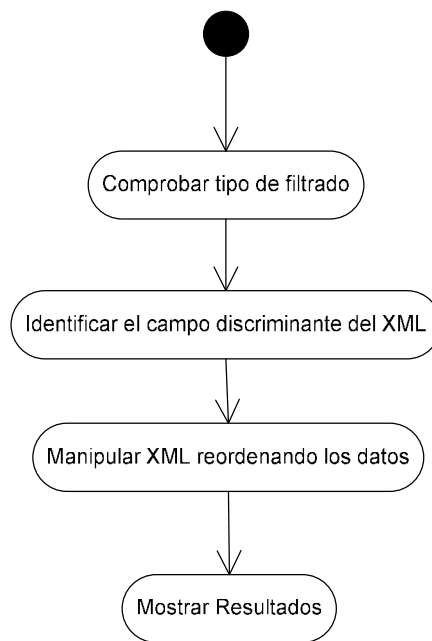 Comprobar tipo de filtrado
Identificar el campo discriminante del XML
Manipular XML reordenando los datos
Mostrar Resultados